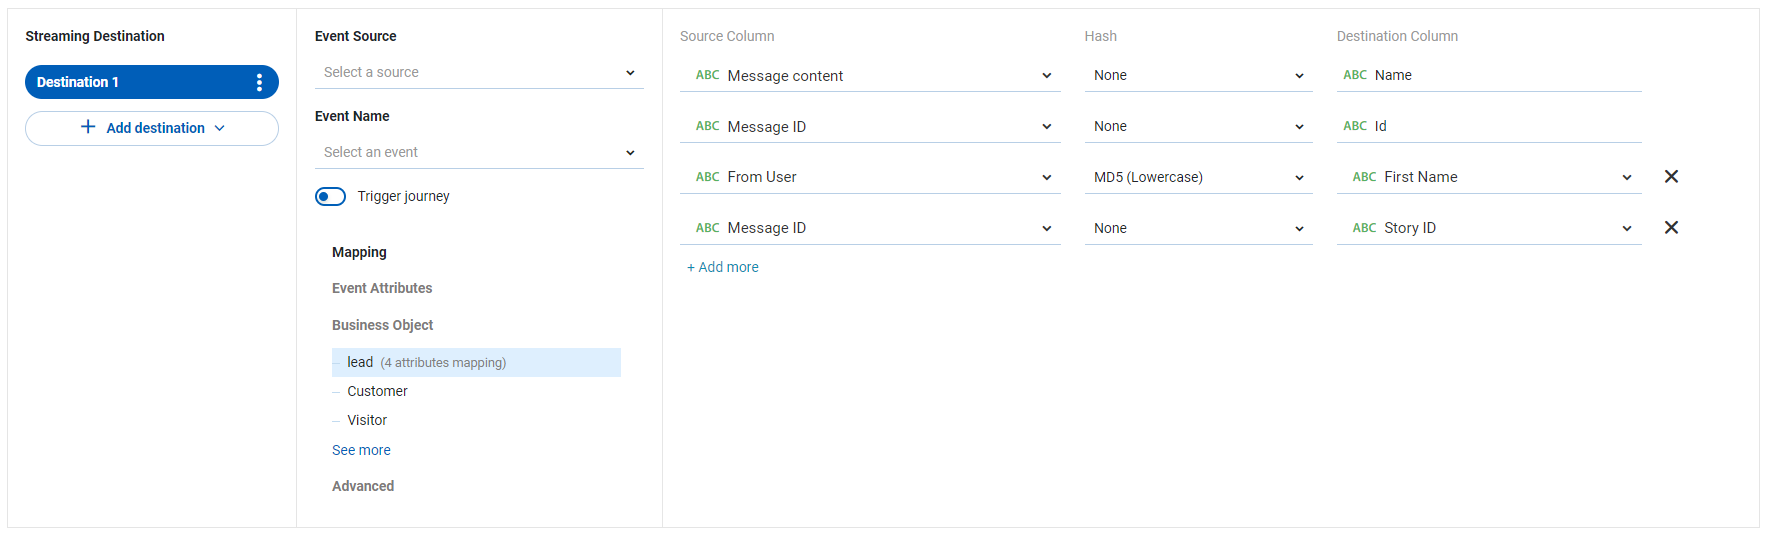 Streaming Destination
Destination 1
+ Add destination
Event Source
Select a source
Event Name
Select an event
Trigger journey
Mapping
Event Attributes
Business Object
lead (4 attributes mapping)
Customer
Visitor
See more
Advanced
Source Column Hash Destination Column
ABC Message content None ABC Name
ABC Message ID None ABC Id
ABC From User MD5 (Lowercase) ABC First Name
ABC Message ID None ABC Story ID
+ Add more